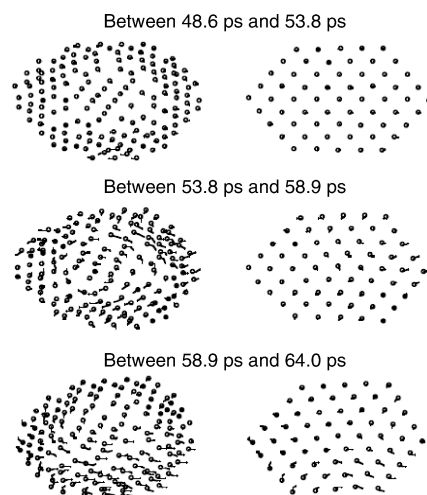 Between 48.6 ps and 53.8 ps
Between 53.8 ps and 58.9 ps
Between 58.9 ps and 64.0 ps